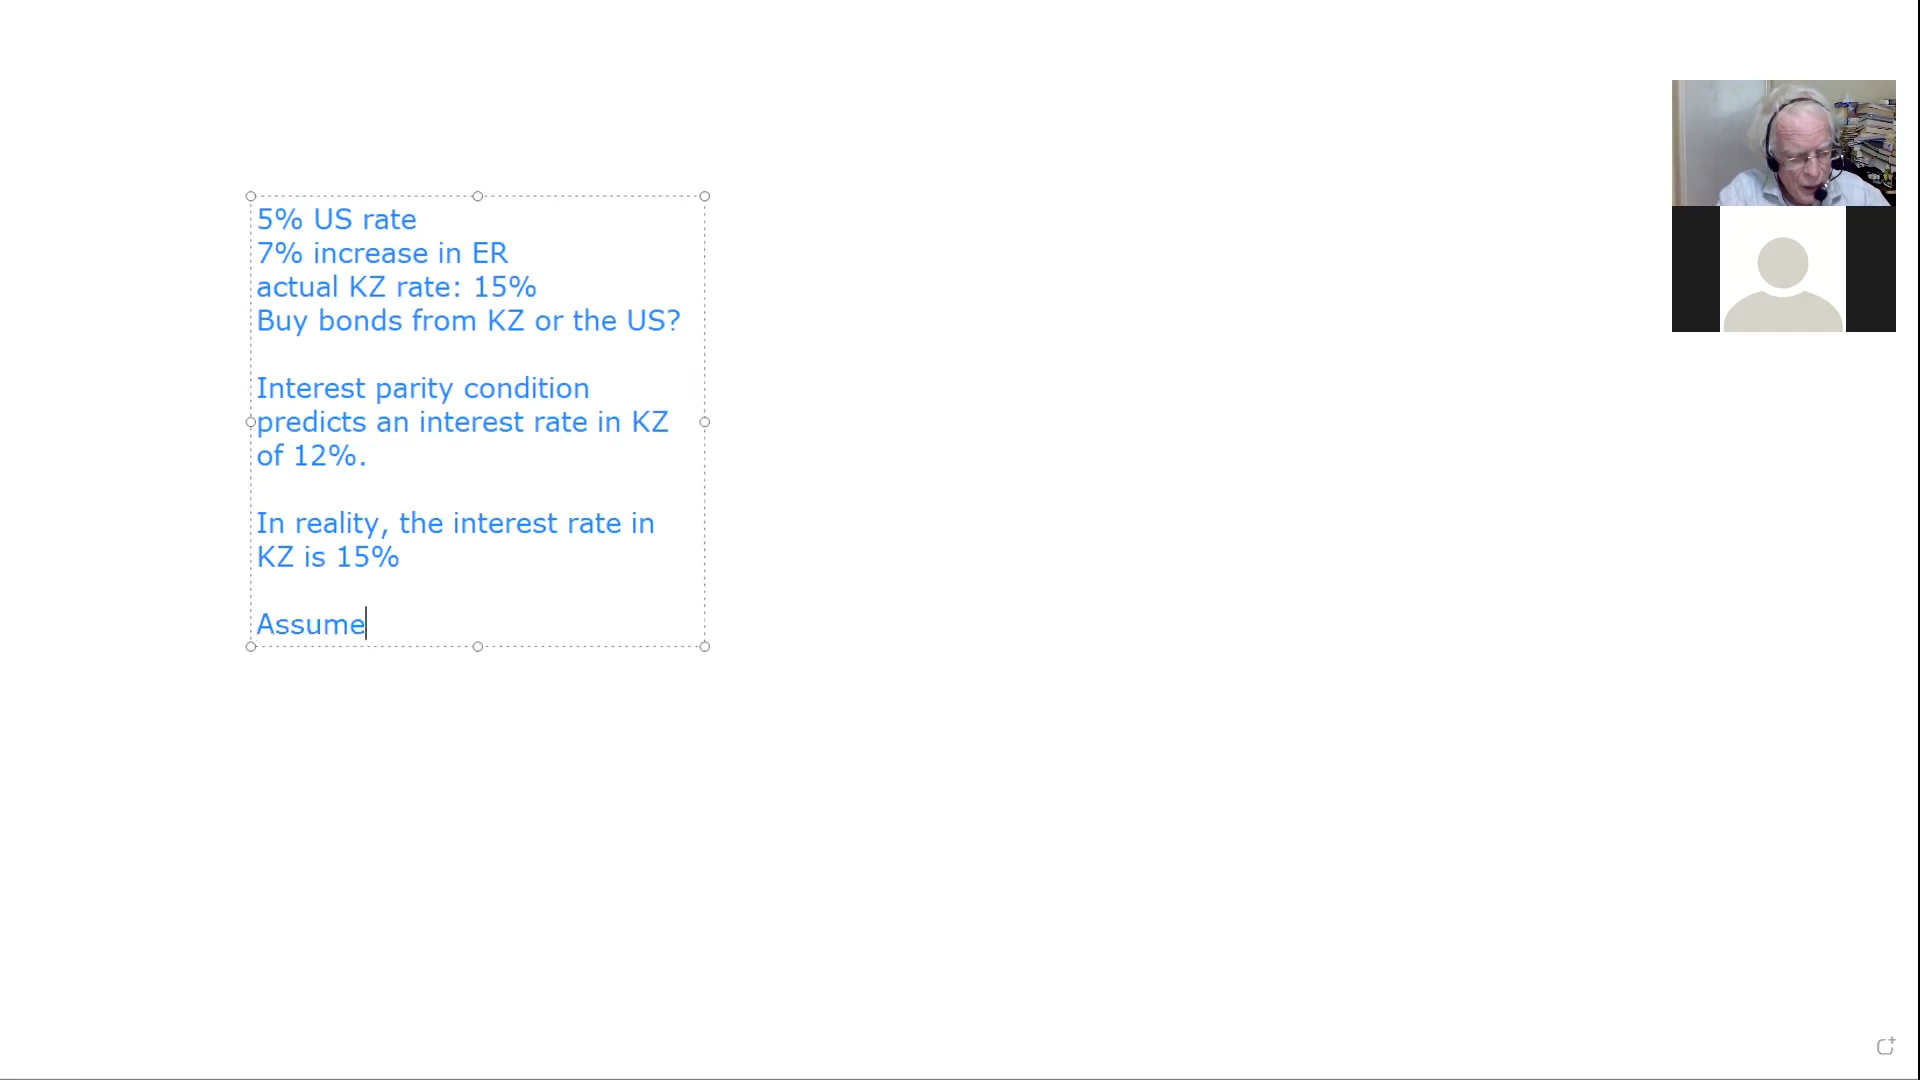 5% US rate
7% increase in ER
actual KZ rate: 15%
Buy bonds from KZ or the US?
Interest parity condition
predicts an interest rate in KZ
of 12%.
In reality, the interest rate in
KZ is 15%
Assume